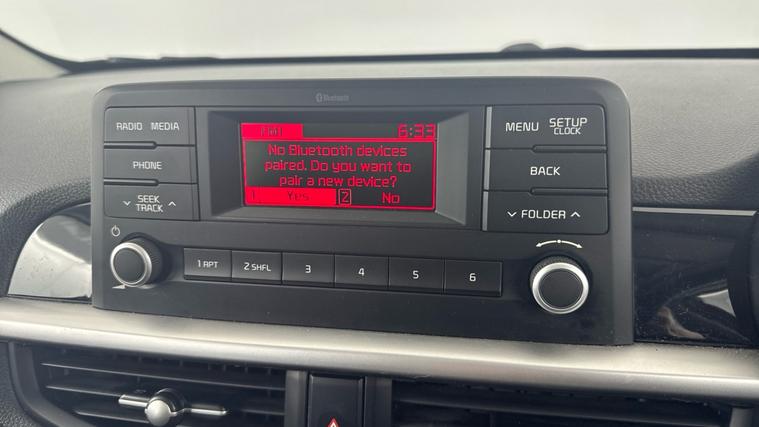 Bluetooth
RADIO MEDIA
PHONE
SEEK
TRACK
FM 6:33
No Bluetooth devices
paired. Do you want to
pair a new device?
1 Yes 2 No
MENU SETUP
CLOCK
BACK
FOLDER
1 RPT 2 SHFL 3 4 5 6